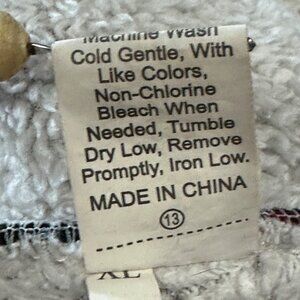 Machine Wash
Cold Gentle, With
Like Colors,
Non-Chlorine
Bleach When
Needed, Tumble
Dry Low, Remove
Promptly, Iron Low.
MADE IN CHINA
13
XL